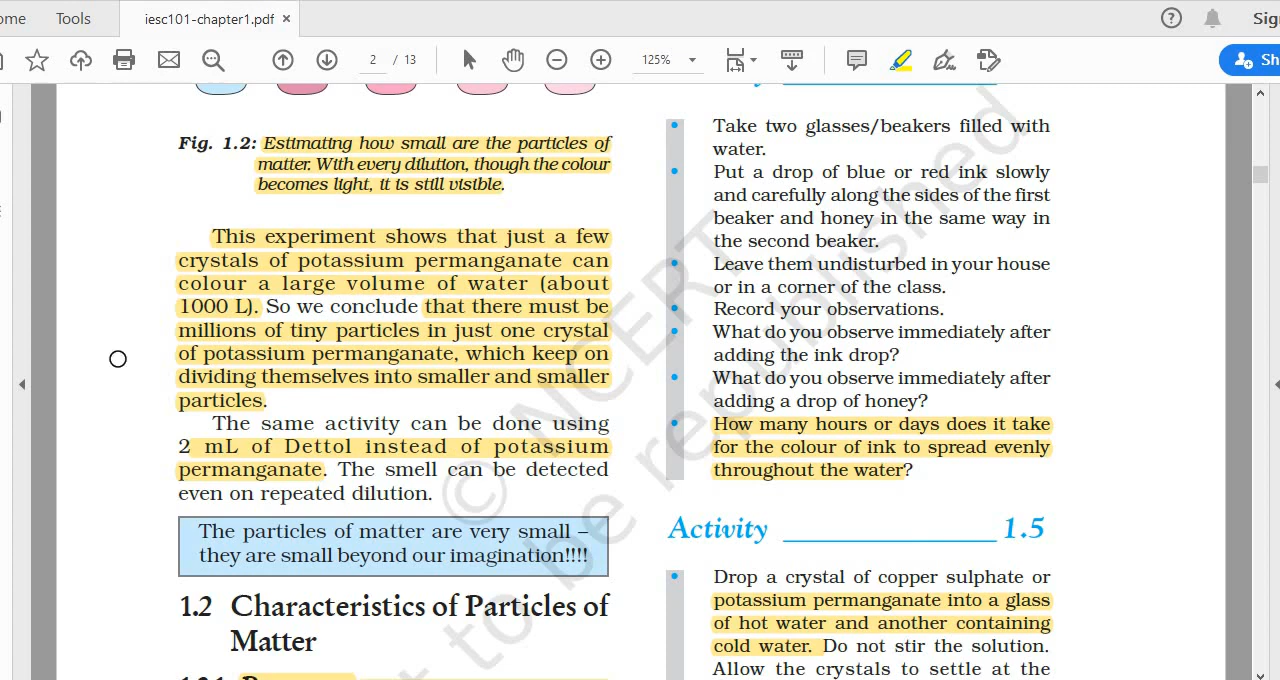 ome
Tools
iesc101-chapter1.pdf
×
Sig
2 / 13
125%
Sh
Fig. 1.2: Estimating how small are the particles of
matter. With every dilution, though the colour
becomes light, it is still visible.
This experiment shows that just a few
crystals of potassium permanganate can
colour a large volume of water (about
1000 L). So we conclude that there must be
millions of tiny particles in just one crystal
of potassium permanganate, which keep on
dividing themselves into smaller and smaller
particles.
The same activity can be done using
2 mL of Dettol instead of potassium
permanganate. The smell can be detected
even on repeated dilution.
The particles of matter are very small –
they are small beyond our imagination!!!!
1.2 Characteristics of Particles of
Matter
• Take two glasses/beakers filled with
water.
• Put a drop of blue or red ink slowly
and carefully along the sides of the first
beaker and honey in the same way in
the second beaker.
• Leave them undisturbed in your house
or in a corner of the class.
• Record your observations.
• What do you observe immediately after
adding the ink drop?
• What do you observe immediately after
adding a drop of honey?
• How many hours or days does it take
for the colour of ink to spread evenly
throughout the water?
Activity ______________ 1.5
• Drop a crystal of copper sulphate or
potassium permanganate into a glass
of hot water and another containing
cold water. Do not stir the solution.
Allow the crystals to settle at the
© NCERT
to be republished